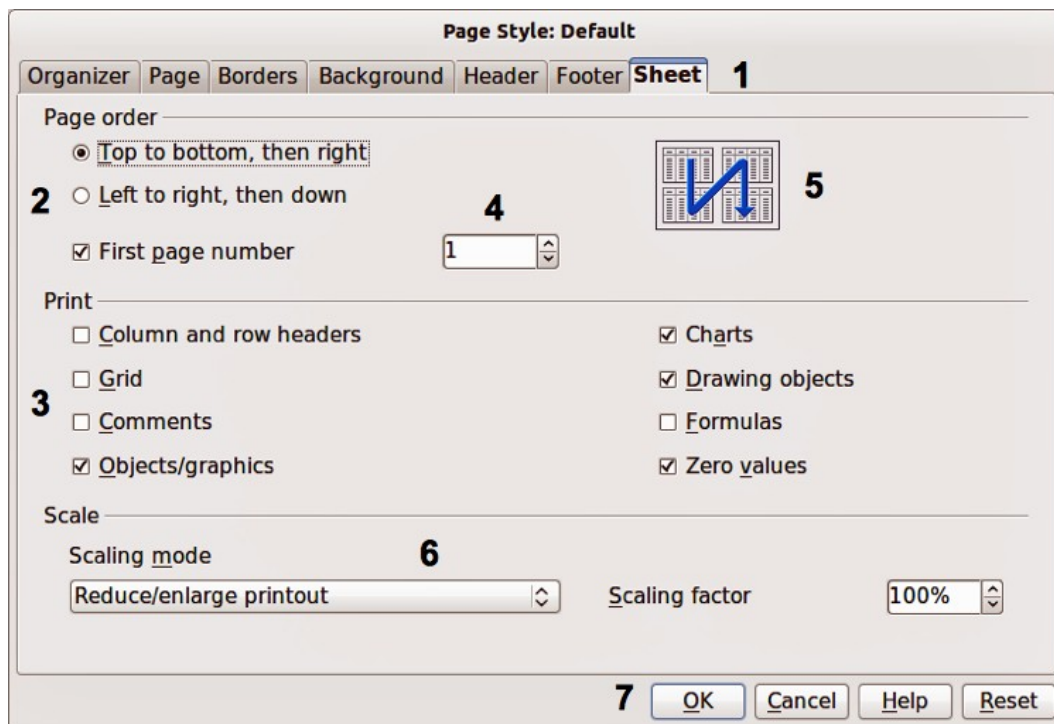 Page Style: Default
Organizer Page Borders Background Header Footer Sheet 1
Page order
Top to bottom, then right
2 Left to right, then down 4 5
First page number 1
Print
Column and row headers Charts
Grid Drawing objects
3 Comments Formulas
Objects/graphics Zero values
Scale
Scaling mode 6
Reduce/enlarge printout Scaling factor 100%
7 OK Cancel Help Reset